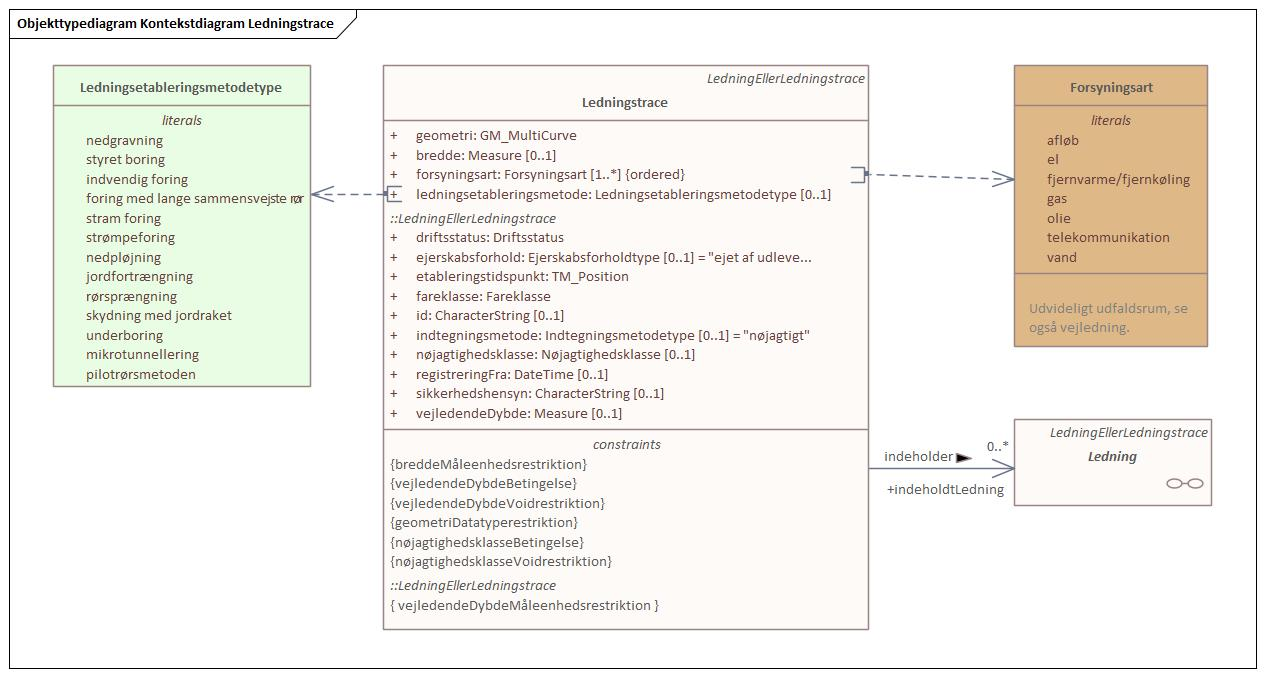 Objekttypediagram Kontekstdiagram Ledningstrace
Ledningsetableringsmetodetype
literals
nedgravning
styret boring
indvendig foring
foring med lange sammensvejste rør
stram foring
strømpeforing
nedpløjning
jordfortrængning
rørsprængning
skydning med jordraket
underboring
mikrotunnellering
pilotrørsmetoden
LedningEllerLedningstrace
Ledningstrace
+ geometri: GM_MultiCurve
+ bredde: Measure [0..1]
+ forsyningsart: Forsyningsart [1..*] {ordered}
+ ledningsetableringsmetode: Ledningsetableringsmetodetype [0..1]
::LedningEllerLedningstrace
+ driftsstatus: Driftsstatus
+ ejerskabsforhold: Ejerskabsforholdtype [0..1] = "ejet af udleve...
+ etableringstidspunkt: TM_Position
+ fareklasse: Fareklasse
+ id: CharacterString [0..1]
+ indtegningsmetode: Indtegningsmetodetype [0..1] = "nøjagtigt"
+ nøjagtighedsklasse: Nøjagtighedsklasse [0..1]
+ registreringFra: DateTime [0..1]
+ sikkerhedshensyn: CharacterString [0..1]
+ vejledendeDybde: Measure [0..1]
constraints
{breddeMåleenhedsrestriktion}
{vejledendeDybdeBetingelse}
{vejledendeDybdeVoidrestriktion}
{geometriDatatyperestriktion}
{nøjagtighedsklasseBetingelse}
{nøjagtighedsklasseVoidrestriktion}
::LedningEllerLedningstrace
{ vejledendeDybdeMåleenhedsrestriktion }
Forsyningsart
literals
afløb
el
fjernvarme/fjernkøling
gas
olie
telekommunikation
vand
Udvideligt udfaldsrum, se
også vejledning.
indeholder
0..*
+indeholdtLedning
LedningEllerLedningstrace
Ledning